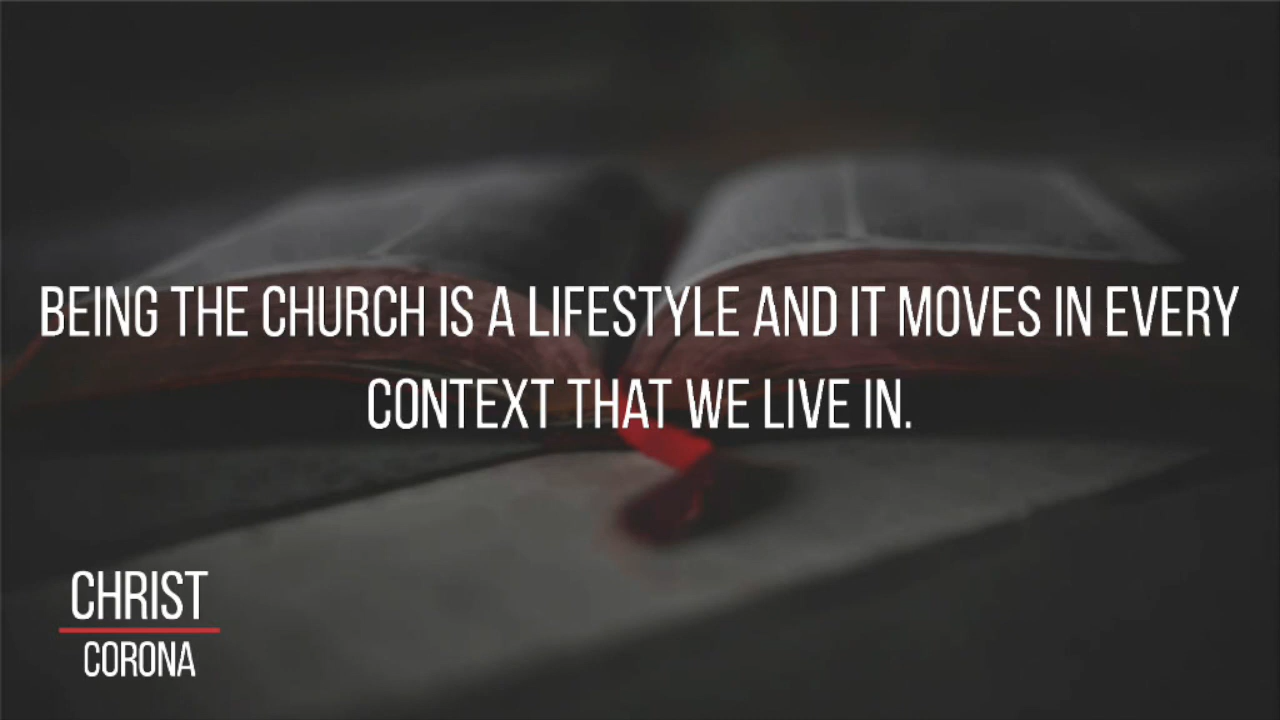 BEING THE CHURCH IS A LIFESTYLE AND IT MOVES IN EVERY
CONTEXT THAT WE LIVE IN.
CHRIST
CORONA